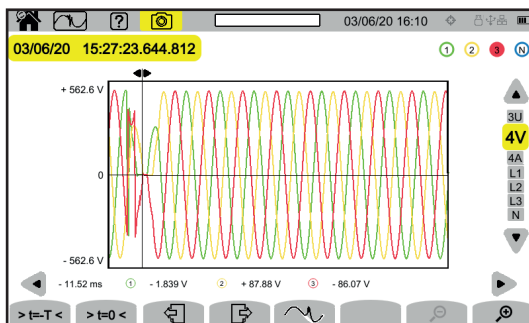 ? 03/06/20 16:10
03/06/20 15:27:23.644.812 1 2 3 N
+ 562.6 V
0
- 562.6 V
3U
4V
4A
L1
L2
L3
N
- 11.52 ms 1 - 1.839 V 2 + 87.88 V 3 - 86.07 V
> t=-T < > t=0 <